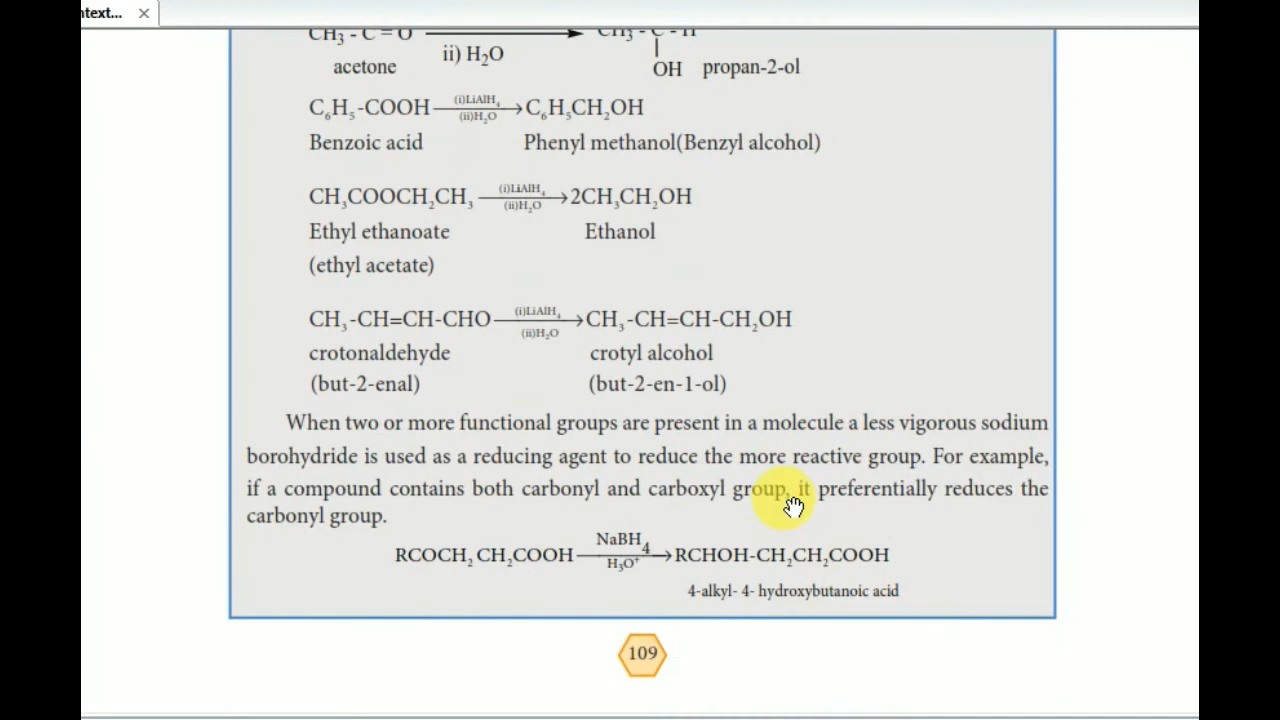 ntext...
CH₃ - C = O ii) H₂O CH₃ - C - H
OH
acetone propan-2-ol
C₆H₅-COOH (i)LiAlH₄ (ii)H₂O → C₆H₅CH₂OH
Benzoic acid Phenyl methanol(Benzyl alcohol)
CH₃COOCH₂CH₃ (i)LiAlH₄ (ii)H₂O → 2CH₃CH₂OH
Ethyl ethanoate Ethanol
(ethyl acetate)
CH₃-CH=CH-CHO (i)LiAlH₄ (ii)H₂O → CH₃-CH=CH-CH₂OH
crotonaldehyde crotyl alcohol
(but-2-enal) (but-2-en-1-ol)
When two or more functional groups are present in a molecule a less vigorous sodium
borohydride is used as a reducing agent to reduce the more reactive group. For example,
if a compound contains both carbonyl and carboxyl group, it preferentially reduces the
carbonyl group.
RCOCH₂CH₂COOH NaBH₄ H₃O⁺ → RCHOH-CH₂CH₂COOH
4-alkyl- 4- hydroxybutanoic acid
109